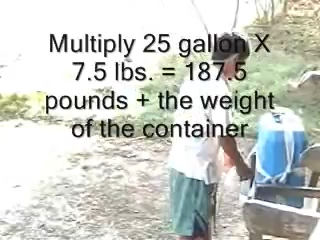 Multiply 25 gallon X
7.5 lbs. = 187.5
pounds + the weight
of the container